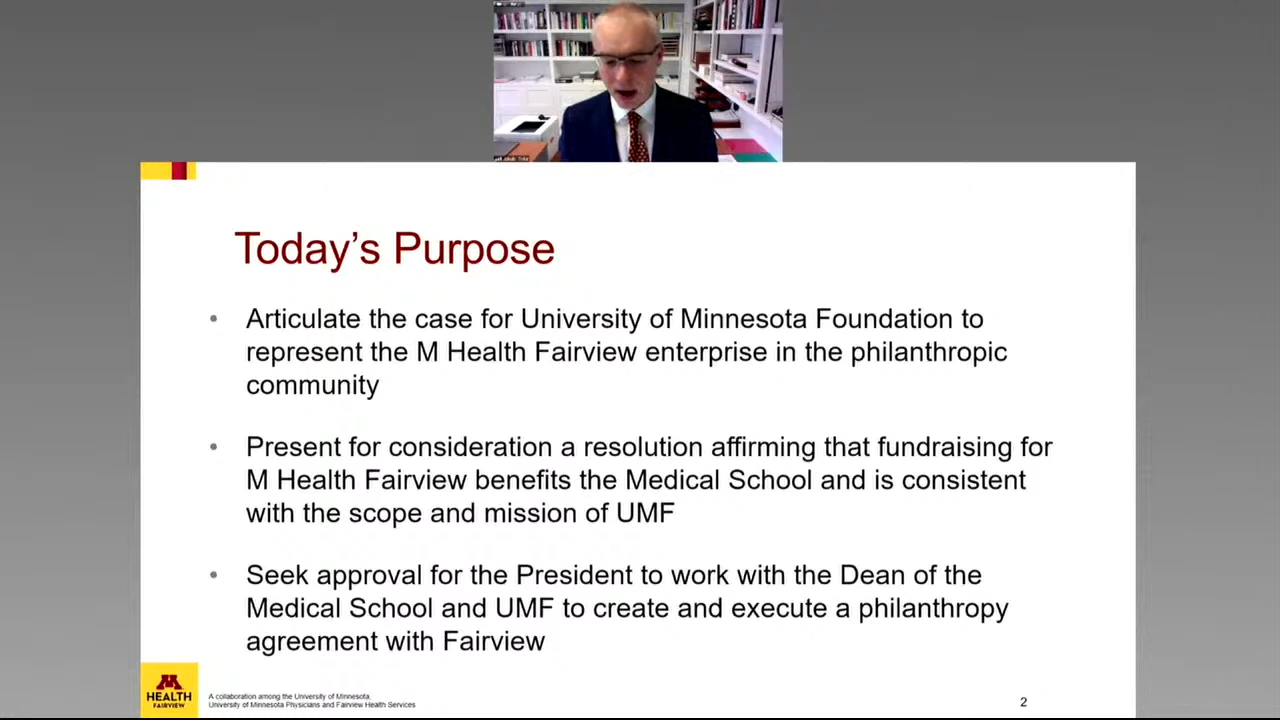 Today's Purpose
• Articulate the case for University of Minnesota Foundation to
represent the M Health Fairview enterprise in the philanthropic
community
• Present for consideration a resolution affirming that fundraising for
M Health Fairview benefits the Medical School and is consistent
with the scope and mission of UMF
• Seek approval for the President to work with the Dean of the
Medical School and UMF to create and execute a philanthropy
agreement with Fairview
M
HEALTH
FAIRVIEW
A collaboration among the University of Minnesota,
University of Minnesota Physicians and Fairview Health Services
2